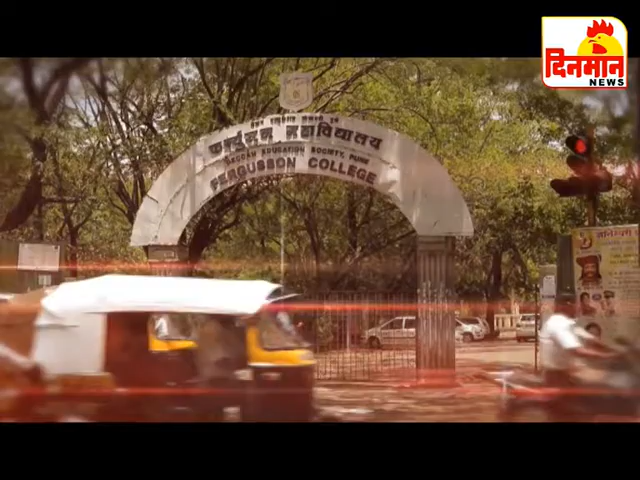 दिनमान
NEWS
फर्ग्युसन महाविद्यालय
DECCAN EDUCATION SOCIETY, PUNE
FERGUSSON COLLEGE